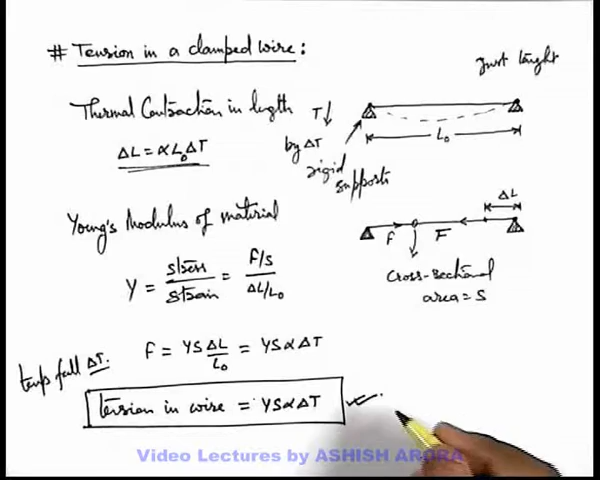 # Tension in a clamped wire:
Just taught
Thermal Contraction in length T↓
by ΔT
ΔL = αL₀ΔT
L₀
rigid
supports
ΔL
Young's Modulus of material
F F
Y = stress/strain = F/S / ΔL/L₀
cross-sectional
area = S
F = YS ΔL/L₀ = YSαΔT
temp fall ΔT.
tension in wire = YSαΔT
Video Lectures by ASHISH ARORA